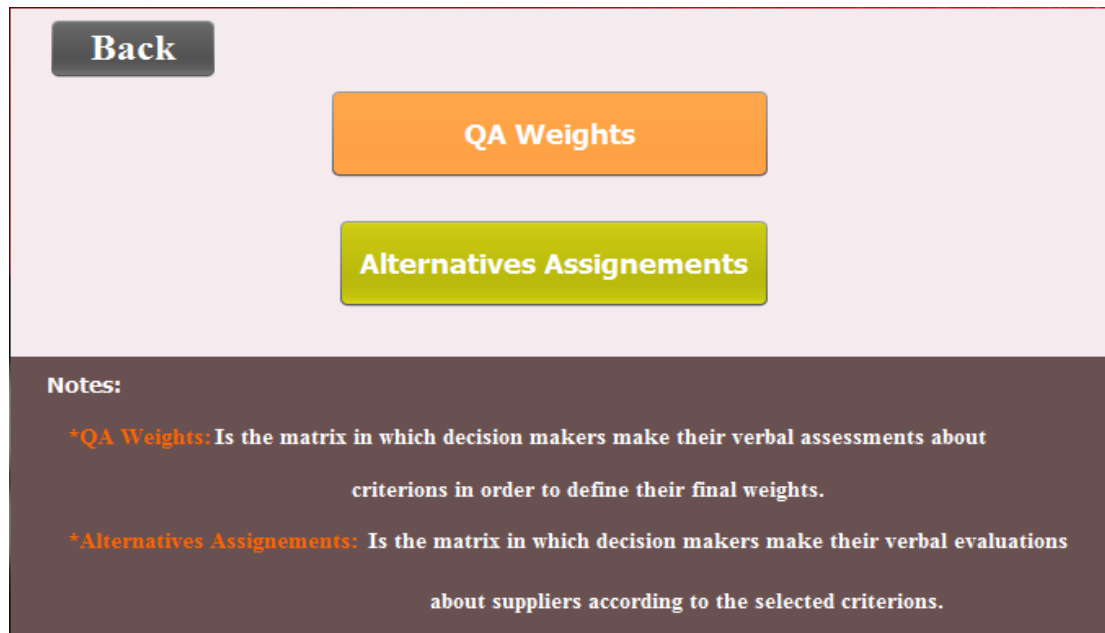 Back
QA Weights
Alternatives Assignements
Notes:
*QA Weights: Is the matrix in which decision makers make their verbal assessments about
criterions in order to define their final weights.
*Alternatives Assignements: Is the matrix in which decision makers make their verbal evaluations
about suppliers according to the selected criterions.